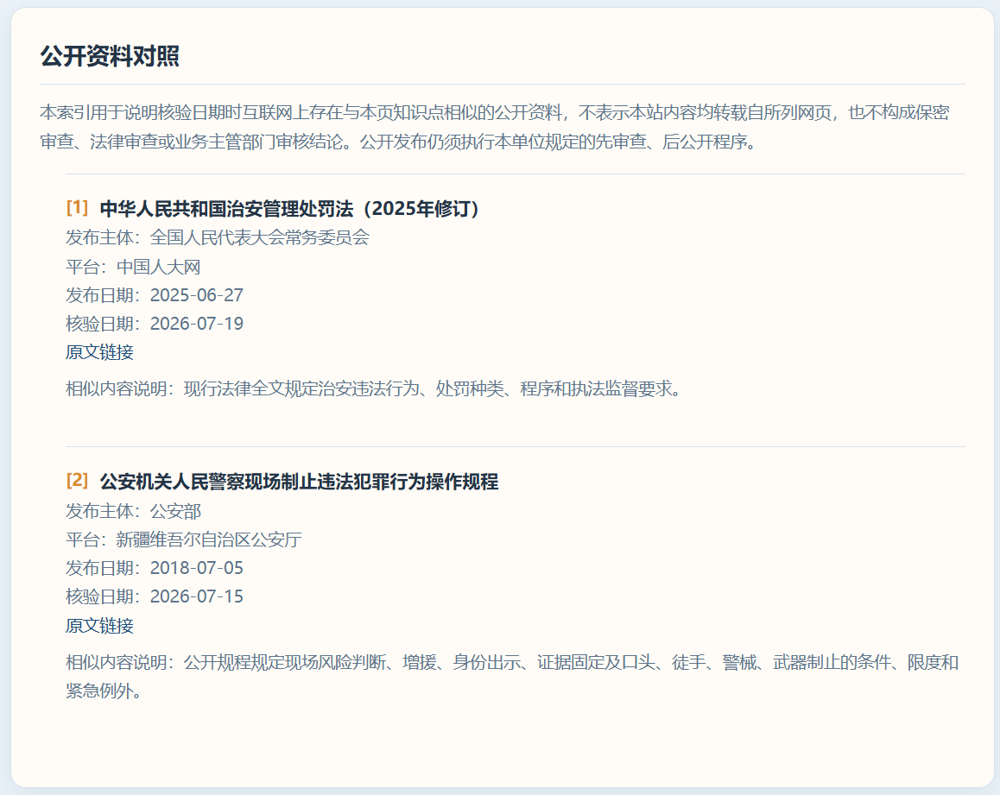 公开资料对照
本索引用于说明核验日期时互联网上存在与本页知识点相似的公开资料，不表示本站内容均转载自所列网页，也不构成保密
审查、法律审查或业务主管部门审核结论。公开发布仍须执行本单位规定的先审查、后公开程序。
[1] 中华人民共和国治安管理处罚法（2025年修订）
发布主体：全国人民代表大会常务委员会
平台：中国人大网
发布日期：2025-06-27
核验日期：2026-07-19
原文链接
相似内容说明：现行法律全文规定治安违法行为、处罚种类、程序和执法监督要求。
[2] 公安机关人民警察现场制止违法犯罪行为操作规程
发布主体：公安部
平台：新疆维吾尔自治区公安厅
发布日期：2018-07-05
核验日期：2026-07-15
原文链接
相似内容说明：公开规程规定现场风险判断、增援、身份出示、证据固定及口头、徒手、警械、武器制止的条件、限度和
紧急例外。